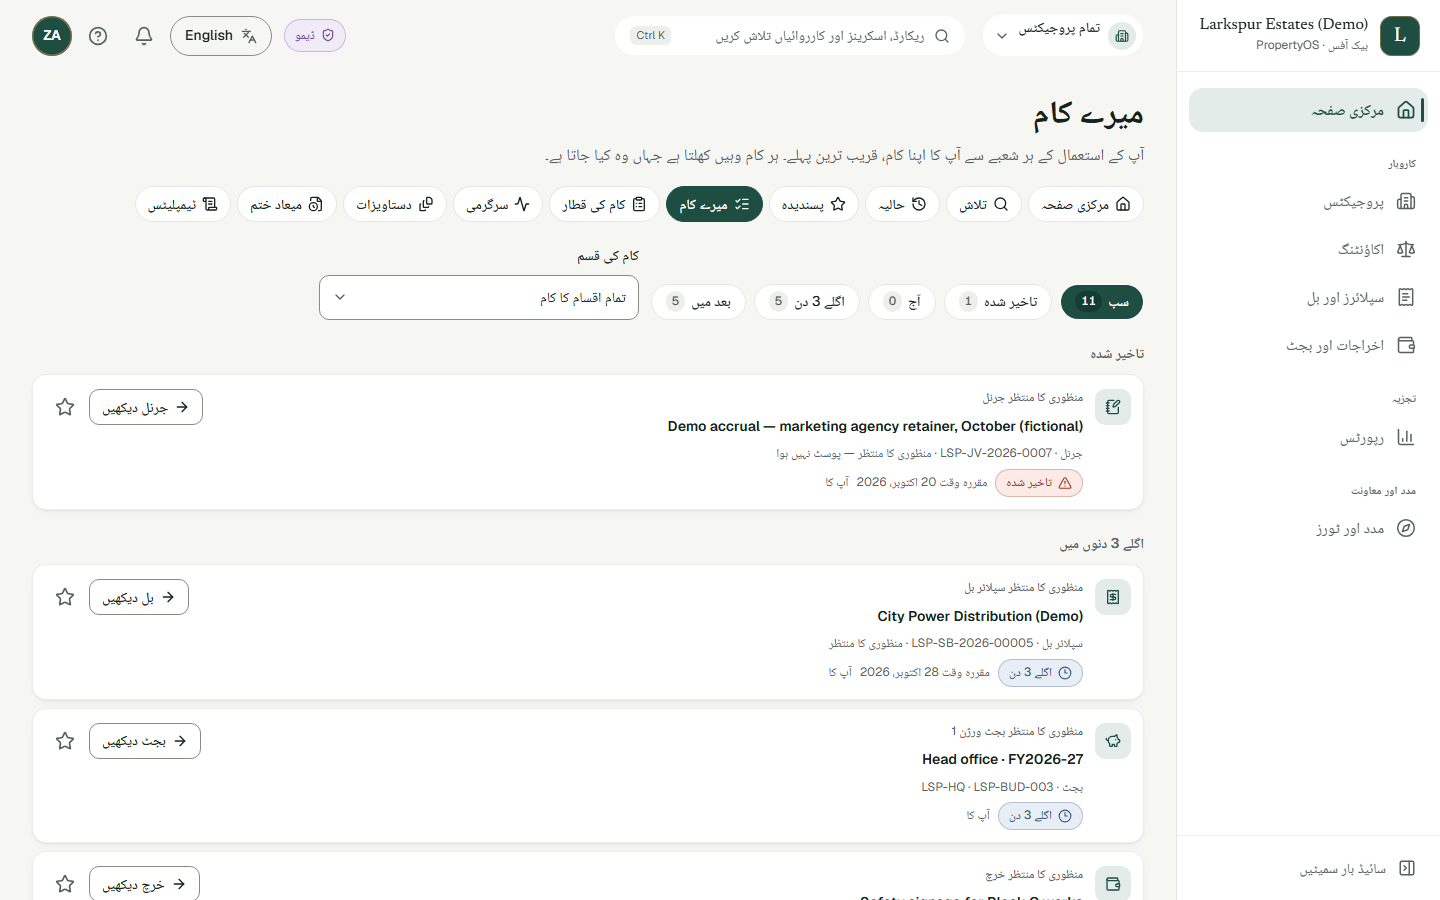 Larkspur Estates (Demo)
بیک آفس · PropertyOS
L
مرکزی صفحہ
کاروبار
پروجیکٹس
اکاؤنٹنگ
سپلائرز اور بل
اخراجات اور بجٹ
تجزیہ
رپورٹس
مدد اور معاونت
مدد اور ٹورز
سائیڈ بار سمیٹیں
تمام پروجیکٹس
ریکارڈ، اسکرینز اور کارروائیاں تلاش کریں
Ctrl K
ڈیمو
English
ZA
میرے کام
آپ کے استعمال کے ہر شعبے سے آپ کا اپنا کام، قریب ترین پہلے۔ ہر کام وہیں کھلتا ہے جہاں وہ کیا جاتا ہے۔
مرکزی صفحہ
تلاش
حالیہ
پسندیدہ
میرے کام
کام کی قطار
سرگرمی
دستاویزات
میعاد ختم
ٹیمپلیٹس
سب 11
تاخیر شدہ 1
آج 0
اگلے 3 دن 5
بعد میں 5
کام کی قسم
تمام اقسام کا کام
تاخیر شدہ
منظوری کا منتظر جرنل
Demo accrual — marketing agency retainer, October (fictional)
جرنل · LSP-JV-2026-0007 · منظوری کا منتظر — پوسٹ نہیں ہوا
تاخیر شدہ مقررہ وقت 20 اکتوبر، 2026 آپ کا
جرنل دیکھیں
اگلے 3 دنوں میں
منظوری کا منتظر سپلائر بل
City Power Distribution (Demo)
سپلائر بل · LSP-SB-2026-00005 · منظوری کا منتظر
اگلے 3 دن مقررہ وقت 28 اکتوبر، 2026 آپ کا
بل دیکھیں
منظوری کا منتظر بجٹ ورژن 1
Head office · FY2026-27
بجٹ · LSP-HQ · LSP-BUD-003
اگلے 3 دن آپ کا
بجٹ دیکھیں
منظوری کا منتظر خرچ
خرچ دیکھیں